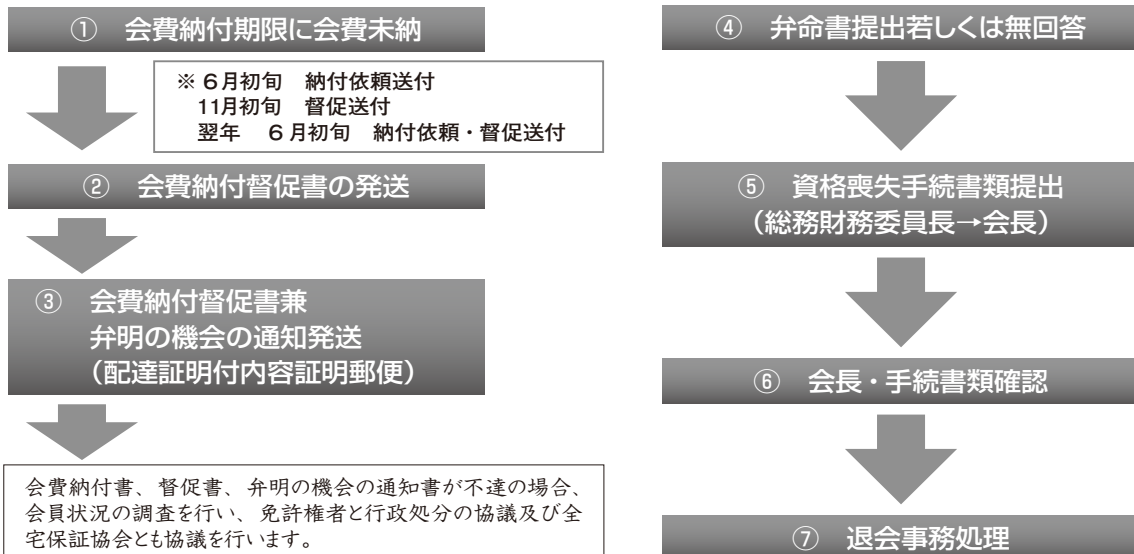 ① 会費納付期限に会費未納
※ 6月初旬 納付依頼送付
11月初旬 督促送付
翌年 6月初旬 納付依頼・督促送付
② 会費納付督促書の発送
③ 会費納付督促書兼
弁明の機会の通知発送
（配達証明付内容証明郵便）
会費納付書、督促書、弁明の機会の通知書が不達の場合、
会員状況の調査を行い、免許権者と行政処分の協議及び全
宅保証協会とも協議を行います。
④ 弁命書提出若しくは無回答
⑤ 資格喪失手続書類提出
（総務財務委員長→会長）
⑥ 会長・手続書類確認
⑦ 退会事務処理